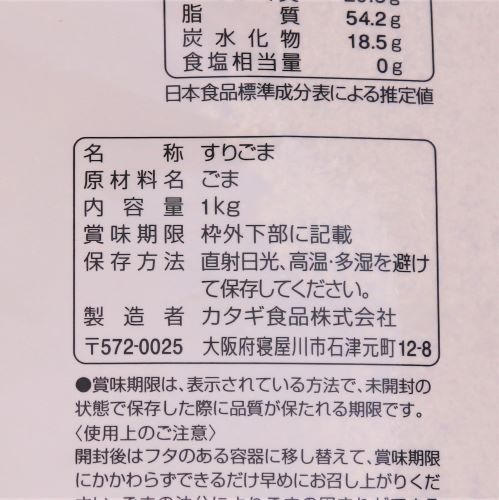 脂質 54.2g
炭水化物 18.5g
食塩相当量 0g
日本食品標準成分表による推定値
名称 すりごま
原材料名 ごま
内容量 1kg
賞味期限 枠外下部に記載
保存方法 直射日光、高温・多湿を避け
て保存してください。
製造者 カタギ食品株式会社
〒572-0025 大阪府寝屋川市石津元町12-8
●賞味期限は、表示されている方法で、未開封の
状態で保存した際に品質が保たれる期限です。
〈使用上のご注意〉
開封後はフタのある容器に移し替えて、賞味期限
にかかわらずできるだけ早めにお召し上がりくだ